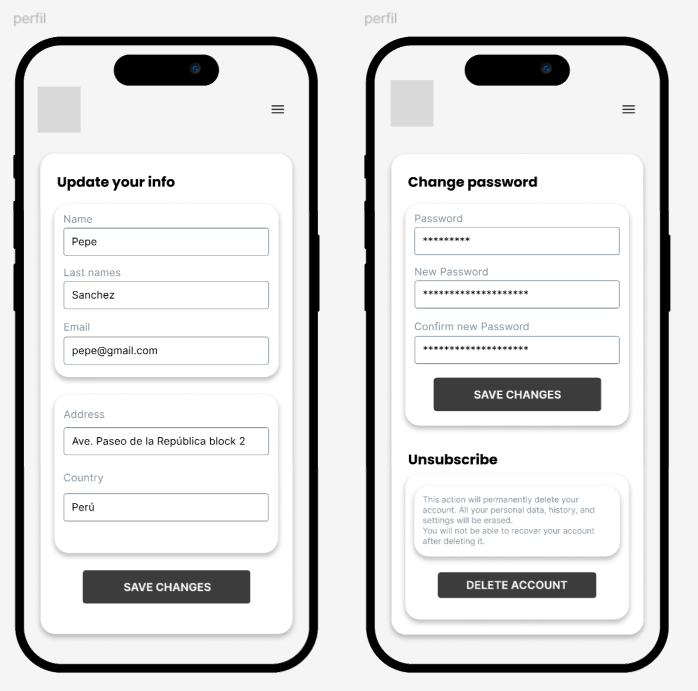 perfil
Update your info
Name
Pepe
Last names
Sanchez
Email
pepe@gmail.com
Address
Ave. Paseo de la República block 2
Country
Perú
SAVE CHANGES
perfil
Change password
Password
*********
New Password
********************
Confirm new Password
********************
SAVE CHANGES
Unsubscribe
This action will permanently delete your
account. All your personal data, history, and
settings will be erased.
You will not be able to recover your account
after deleting it.
DELETE ACCOUNT